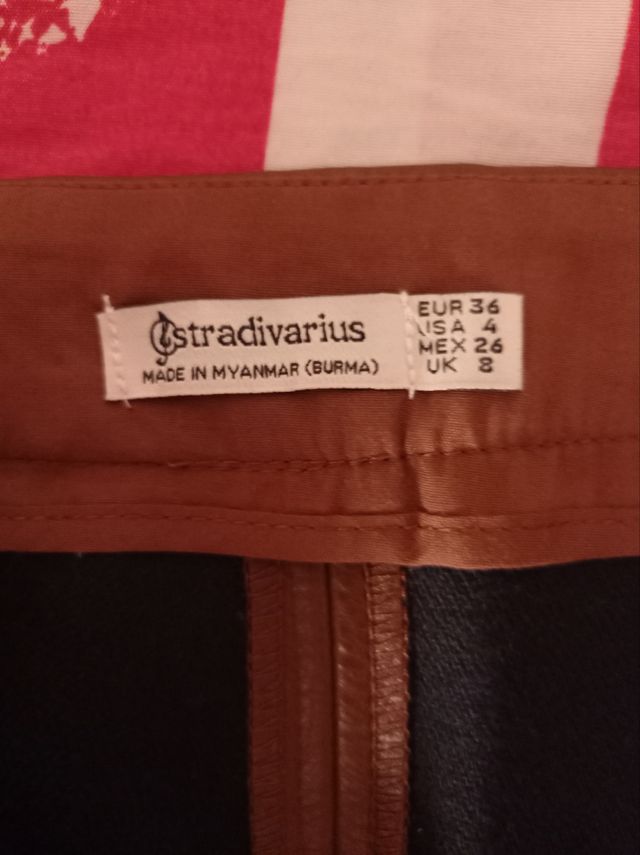 stradivarius
MADE IN MYANMAR (BURMA)
EUR 36
USA 4
MEX 26
UK 8